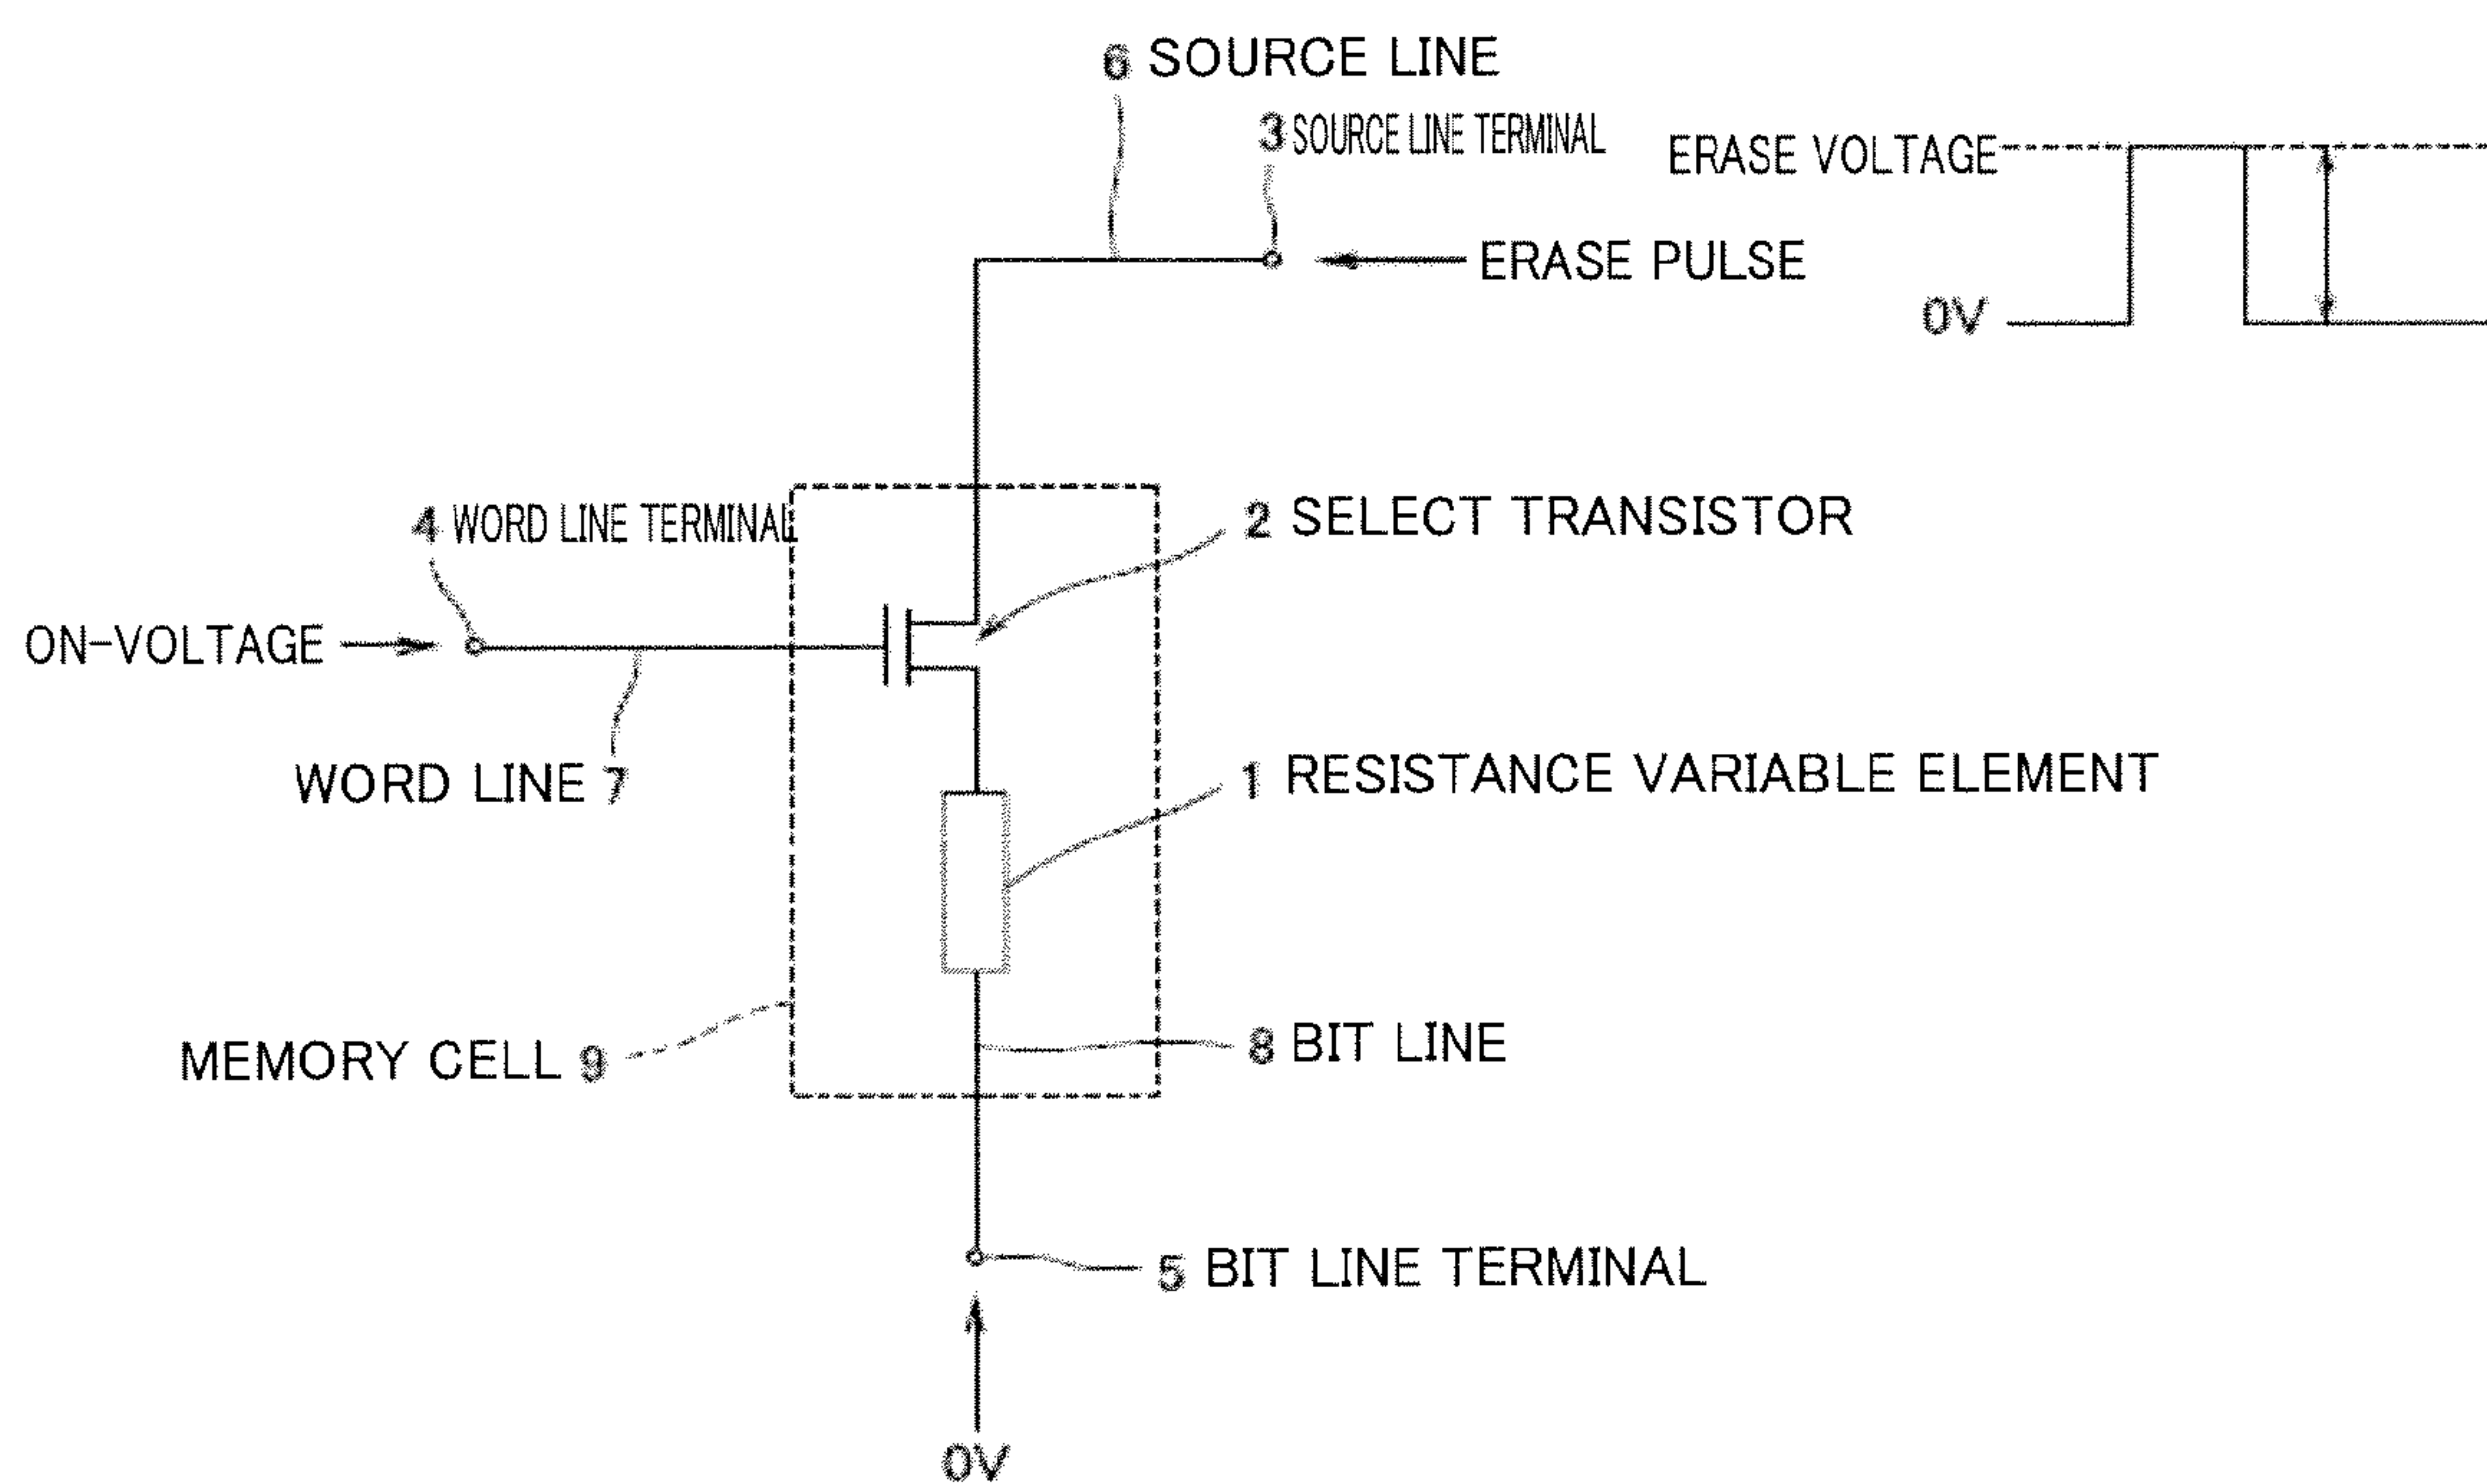 6 SOURCE LINE
3 SOURCE LINE TERMINAL
ERASE VOLTAGE
ERASE PULSE
0V
4 WORD LINE TERMINAL
2 SELECT TRANSISTOR
ON-VOLTAGE
WORD LINE 7
1 RESISTANCE VARIABLE ELEMENT
MEMORY CELL 9
8 BIT LINE
5 BIT LINE TERMINAL
0V